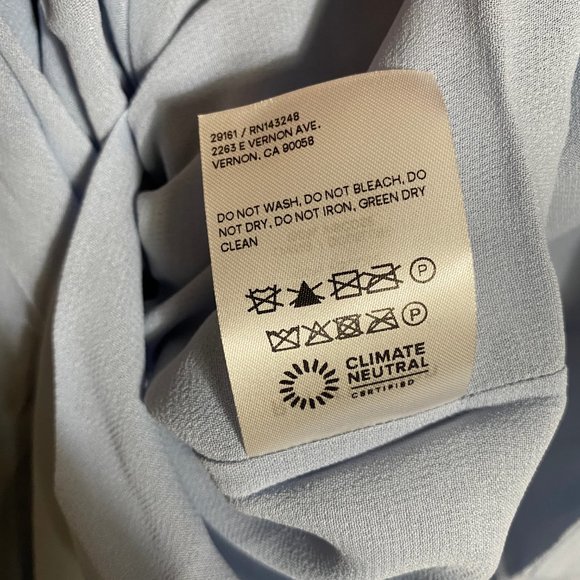 29161 / RN143248
2263 E VERNON AVE.
VERNON, CA 90058
DO NOT WASH, DO NOT BLEACH, DO
NOT DRY, DO NOT IRON, GREEN DRY
CLEAN
P
P
CLIMATE
NEUTRAL
CERTIFIED